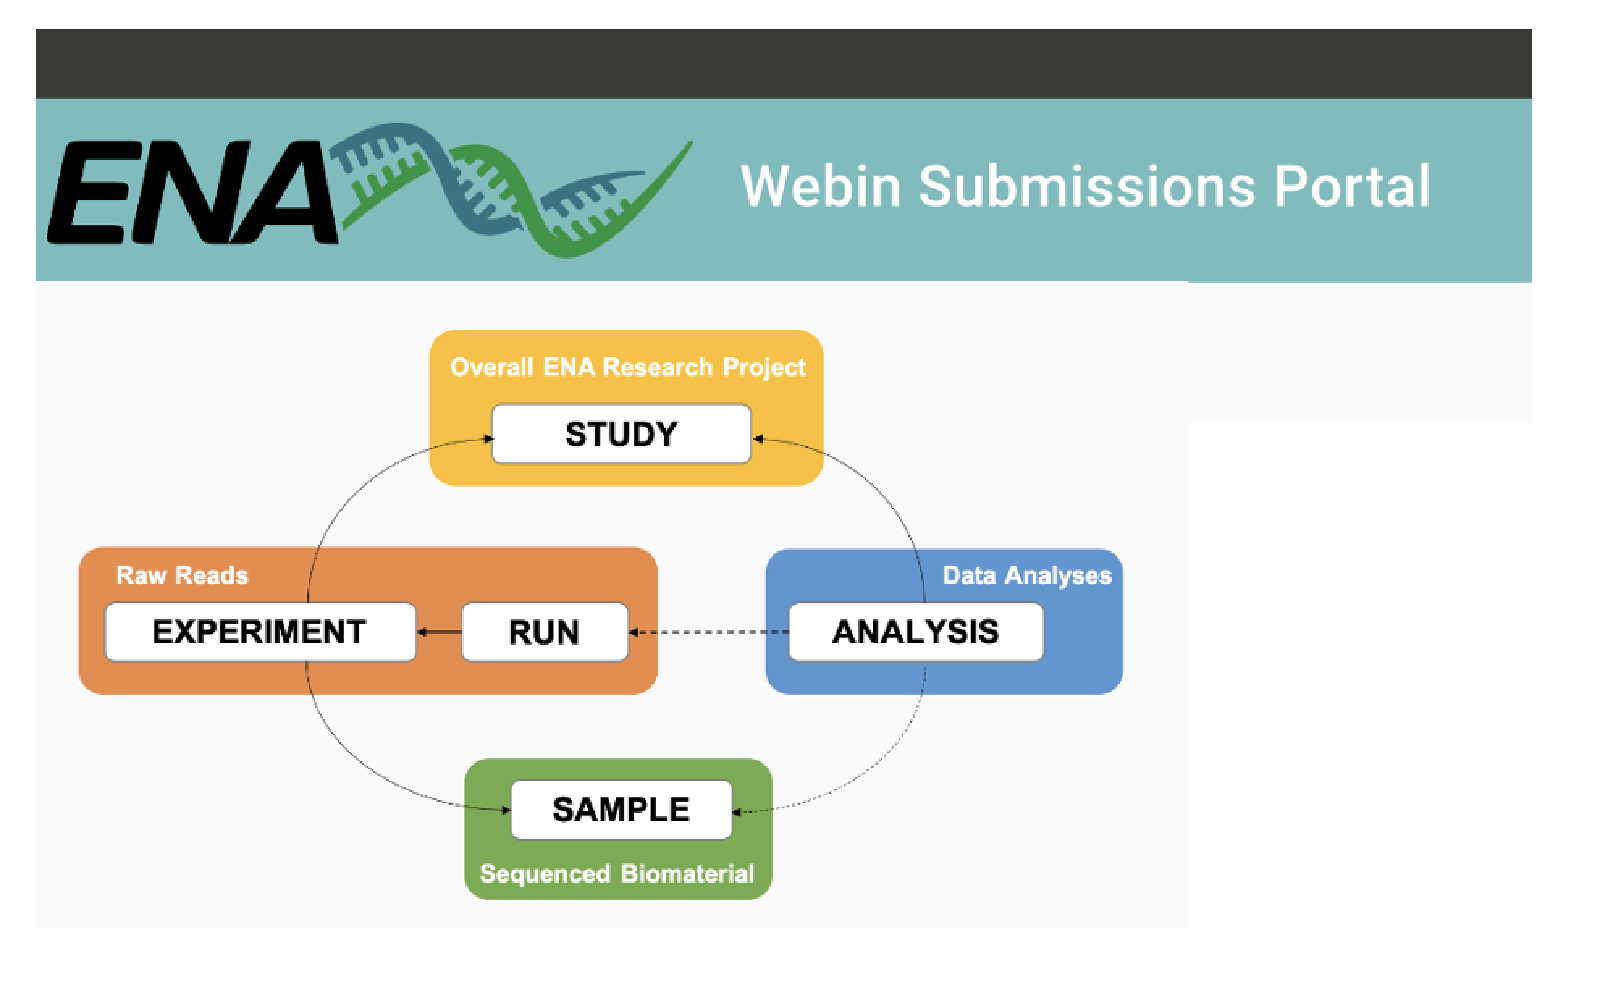 ENA
Webin Submissions Portal
Overall ENA Research Project
STUDY
Raw Reads
EXPERIMENT
RUN
Data Analyses
ANALYSIS
SAMPLE
Sequenced Biomaterial